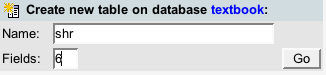 Create new table on database textbook:
Name: shr
Fields: 6 Go